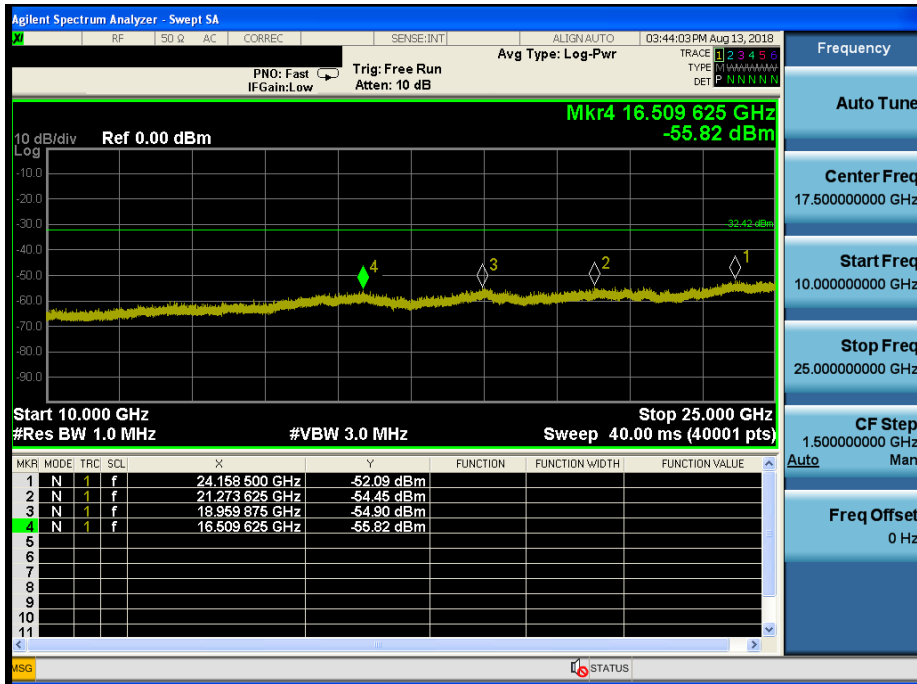 Agilent Spectrum Analyzer - Swept SA
XI RF 50 Ω AC CORREC SENSE:INT ALIGN AUTO 03:44:03 PM Aug 13, 2018
PNO: Fast
IFGain:Low
Trig: Free Run
Atten: 10 dB
Avg Type: Log-Pwr
TRACE 1 2 3 4 5 6
TYPE M WWWWW
DET P N N N N N
Mkr4 16.509 625 GHz
-55.82 dBm
10 dB/div Ref 0.00 dBm
Log
-10.0
-20.0
-30.0
-32.42 dBm
-40.0
-50.0
-60.0
-70.0
-80.0
-90.0
4 3 2 1
Start 10.000 GHz Stop 25.000 GHz
#Res BW 1.0 MHz #VBW 3.0 MHz Sweep 40.00 ms (40001 pts)
MKR MODE TRC SCL X Y FUNCTION FUNCTION WIDTH FUNCTION VALUE
1 N 1 f 24.158 500 GHz -52.09 dBm
2 N 1 f 21.273 625 GHz -54.45 dBm
3 N 1 f 18.959 875 GHz -54.90 dBm
4 N 1 f 16.509 625 GHz -55.82 dBm
5
6
7
8
9
10
11
MSG STATUS
Frequency
Auto Tune
Center Freq
17.500000000 GHz
Start Freq
10.000000000 GHz
Stop Freq
25.000000000 GHz
CF Step
1.500000000 GHz
Auto Man
Freq Offset
0 Hz